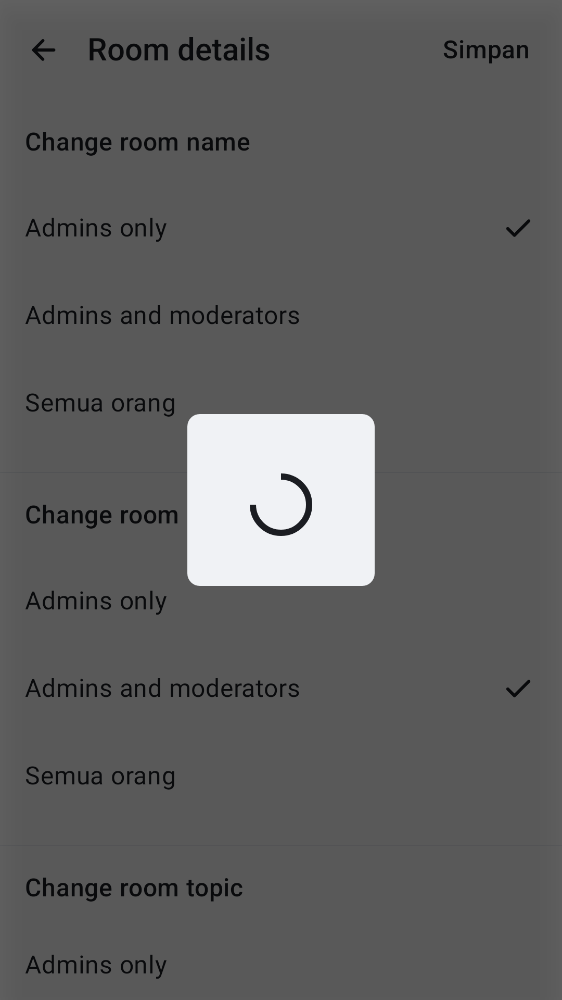 Room details
Simpan
Change room name
Admins only
Admins and moderators
Semua orang
Change room
Admins only
Admins and moderators
Semua orang
Change room topic
Admins only